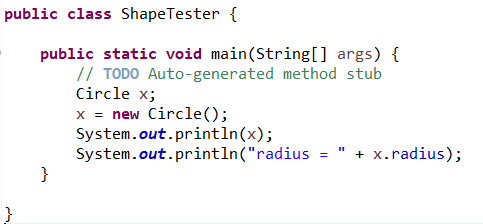 public class ShapeTester {
public static void main(String[] args) {
// TODO Auto-generated method stub
Circle x;
x = new Circle();
System.out.println(x);
System.out.println("radius = " + x.radius);
}
}